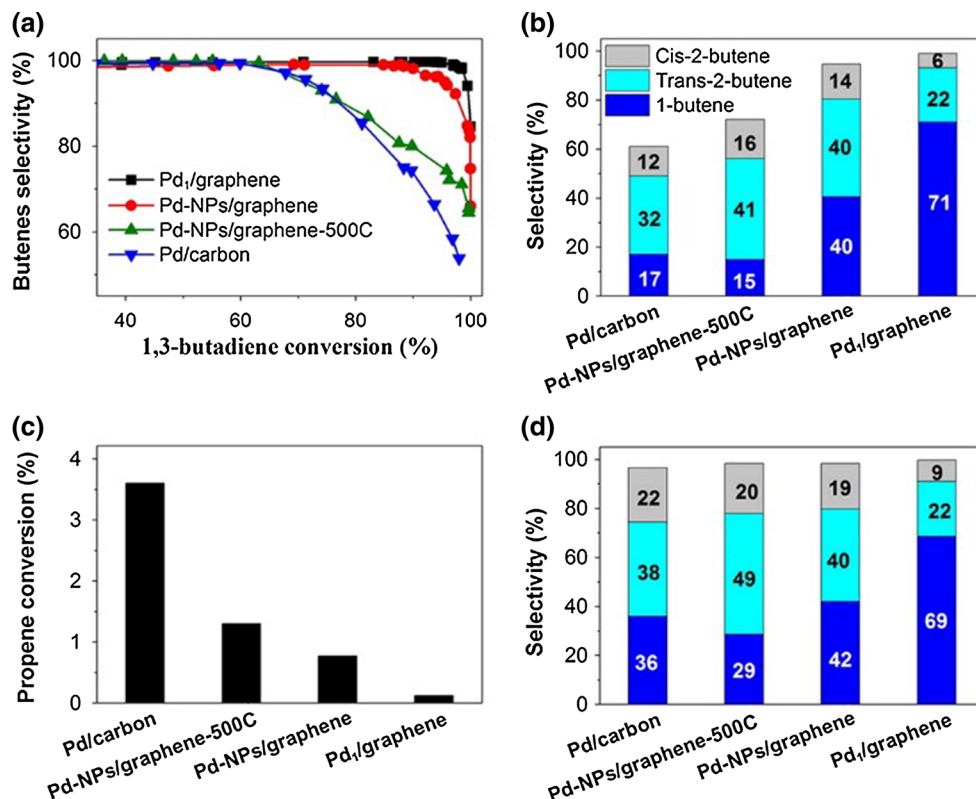 (a)
Butenes selectivity (%)
100
80
60
Pd₁/graphene
Pd-NPs/graphene
Pd-NPs/graphene-500C
Pd/carbon
40 60 80 100
1,3-butadiene conversion (%)
(b)
Selectivity (%)
100
80
60
40
20
0
Cis-2-butene
Trans-2-butene
1-butene
12 16 14 6
32 41 40 22
17 15 40 71
Pd/carbon
Pd-NPs/graphene-500C
Pd-NPs/graphene
Pd₁/graphene
(c)
Propene conversion (%)
4
3
2
1
0
Pd/carbon
Pd-NPs/graphene-500C
Pd-NPs/graphene
Pd₁/graphene
(d)
Selectivity (%)
100
80
60
40
20
0
22 20 19 9
38 49 40 22
36 29 42 69
Pd/carbon
Pd-NPs/graphene-500C
Pd-NPs/graphene
Pd₁/graphene